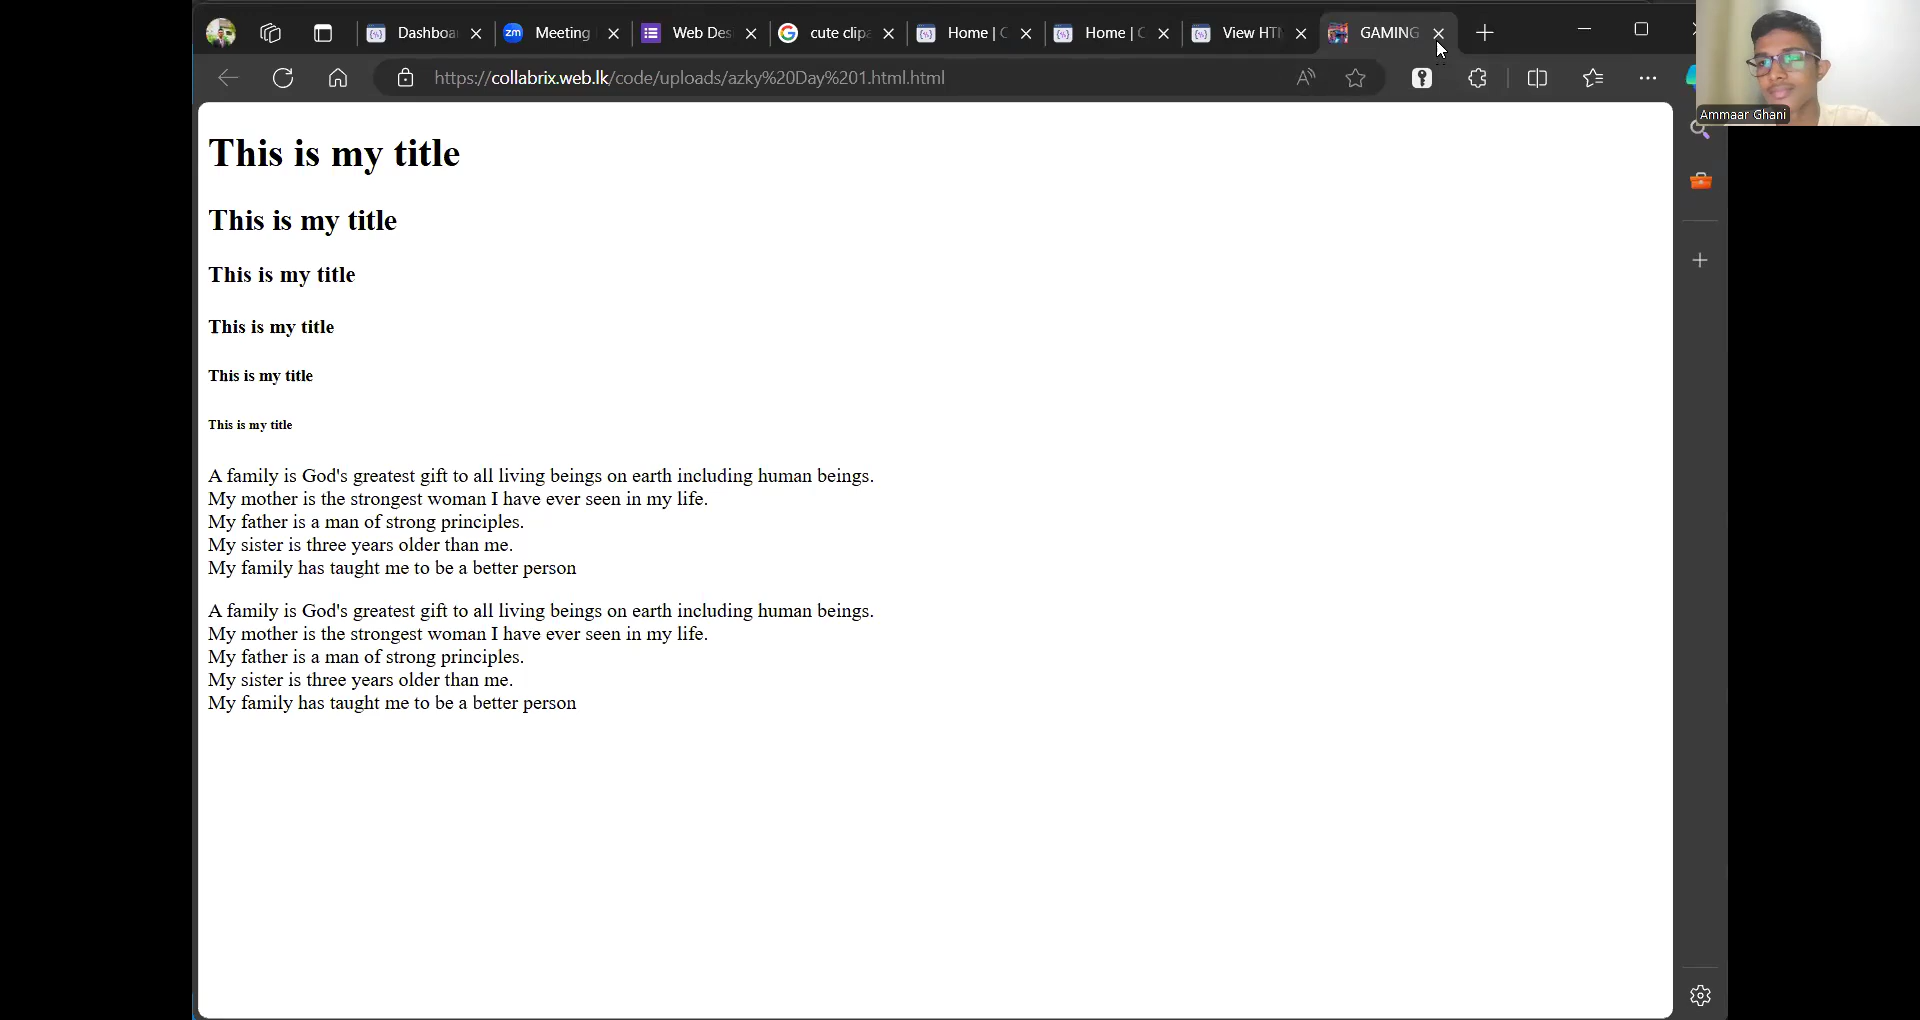 Dashboa
zm
Meeting
Web Des
cute clipa
Home | C
Home | C
View HTM
GAMING
https://collabrix.web.lk/code/uploads/azky%20Day%201.html.html
Ammaar Ghani
This is my title
This is my title
This is my title
This is my title
This is my title
This is my title
A family is God's greatest gift to all living beings on earth including human beings.
My mother is the strongest woman I have ever seen in my life.
My father is a man of strong principles.
My sister is three years older than me.
My family has taught me to be a better person
A family is God's greatest gift to all living beings on earth including human beings.
My mother is the strongest woman I have ever seen in my life.
My father is a man of strong principles.
My sister is three years older than me.
My family has taught me to be a better person